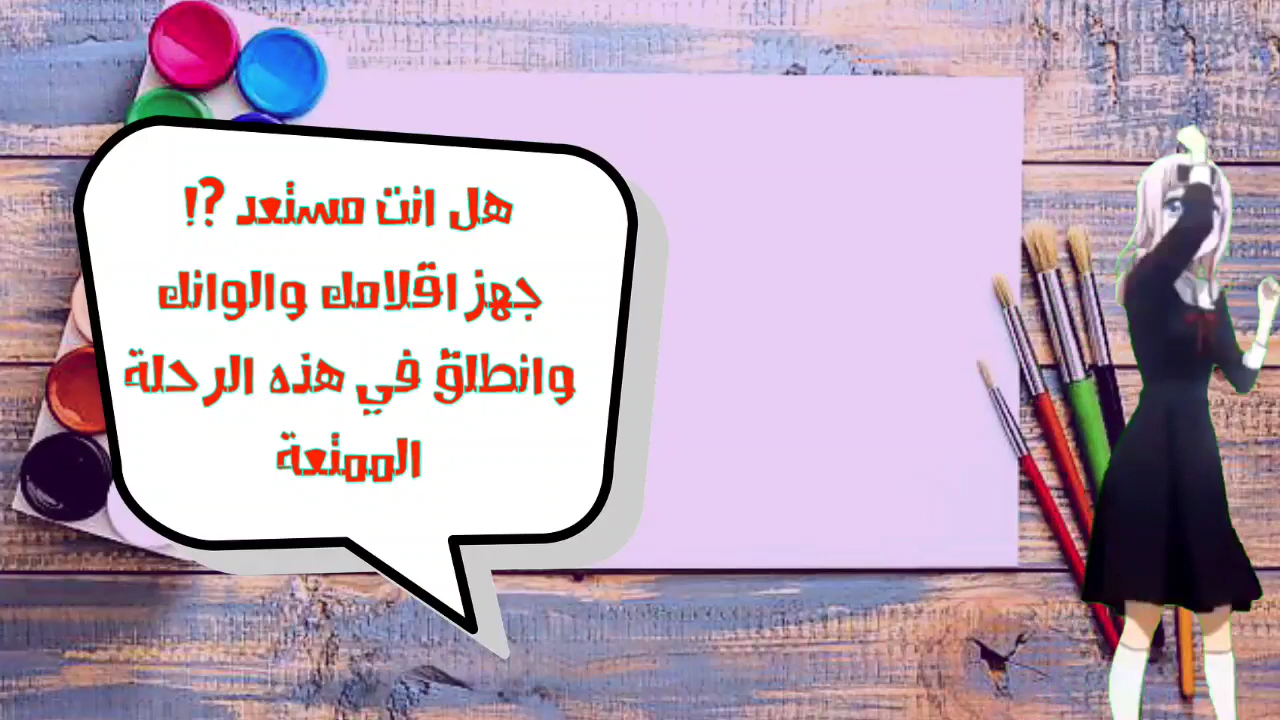 هل انت مستعد ?!
جهز اقلامك والوانك
وانطلق في هذه الرحلة
الممتعة